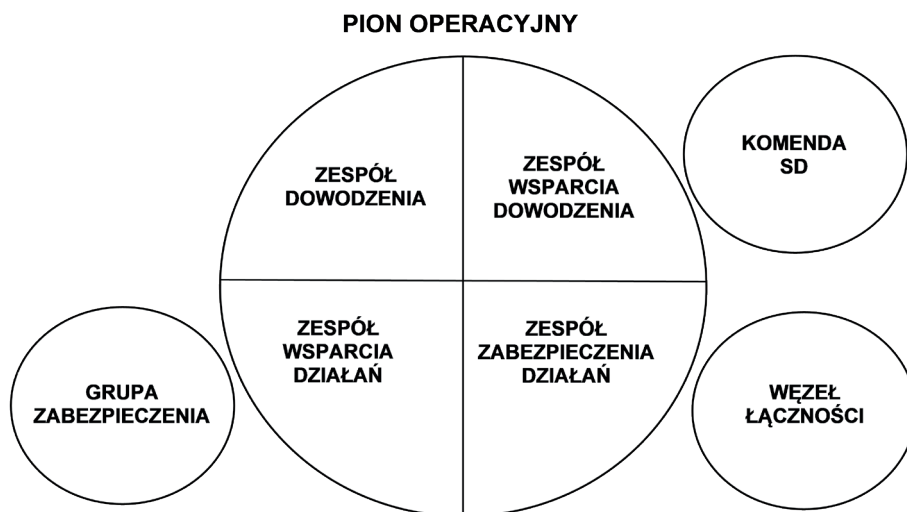 PION OPERACYJNY
ZESPÓŁ
DOWODZENIA
ZESPÓŁ
WSPARCIA
DOWODZENIA
KOMENDA
SD
ZESPÓŁ
WSPARCIA
DZIAŁAŃ
ZESPÓŁ
ZABEZPIECZENIA
DZIAŁAŃ
GRUPA
ZABEZPIECZENIA
WĘZEŁ
ŁĄCZNOŚCI